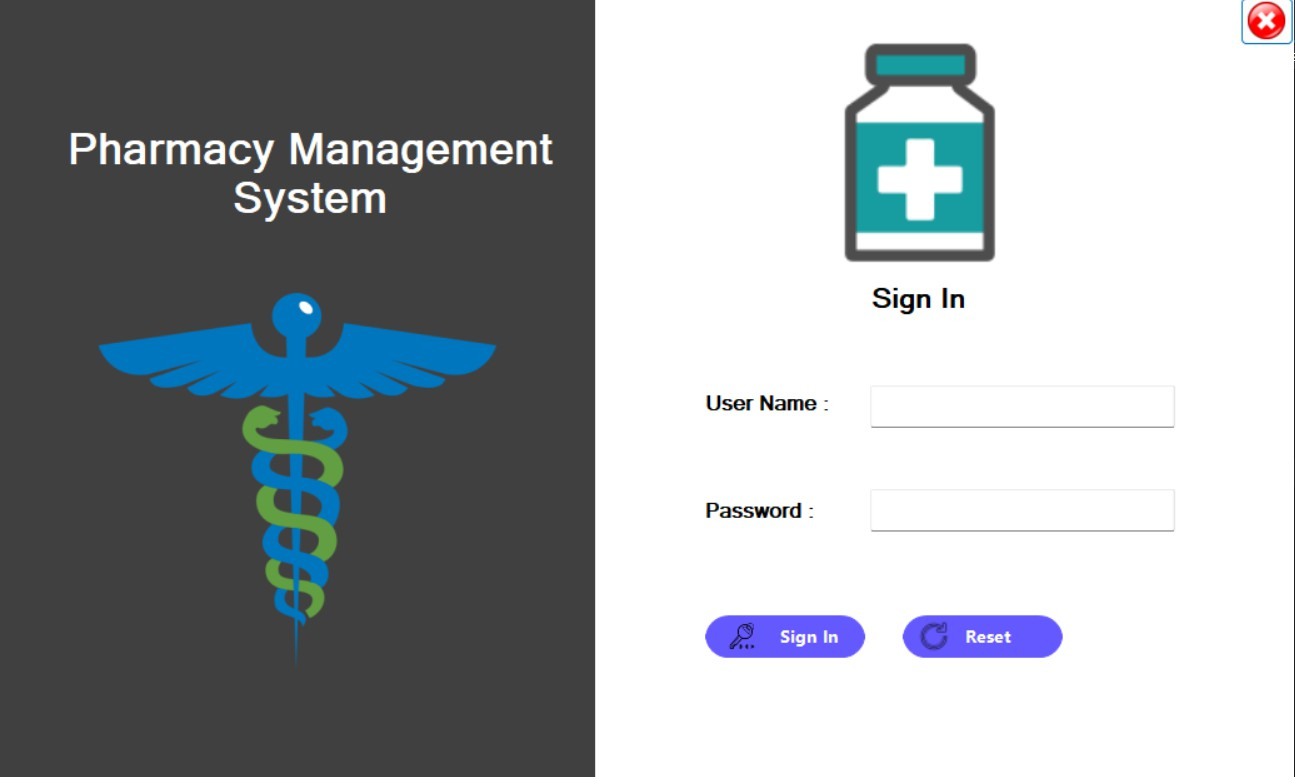 Pharmacy Management
System
Sign In
User Name :
Password :
Sign In
Reset